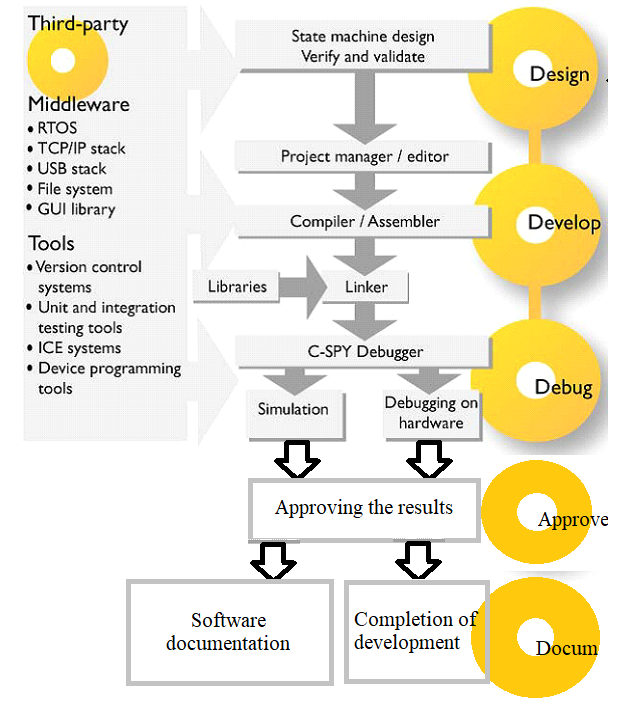 Third-party
Middleware
• RTOS
• TCP/IP stack
• USB stack
• File system
• GUI library
Tools
• Version control
systems
• Unit and integration
testing tools
• ICE systems
• Device programming
tools
State machine design
Verify and validate
Design
Project manager / editor
Compiler / Assembler
Develop
Libraries
Linker
C-SPY Debugger
Debug
Simulation
Debugging on
hardware
Approving the results
Approve
Software
documentation
Completion of
development
Docum